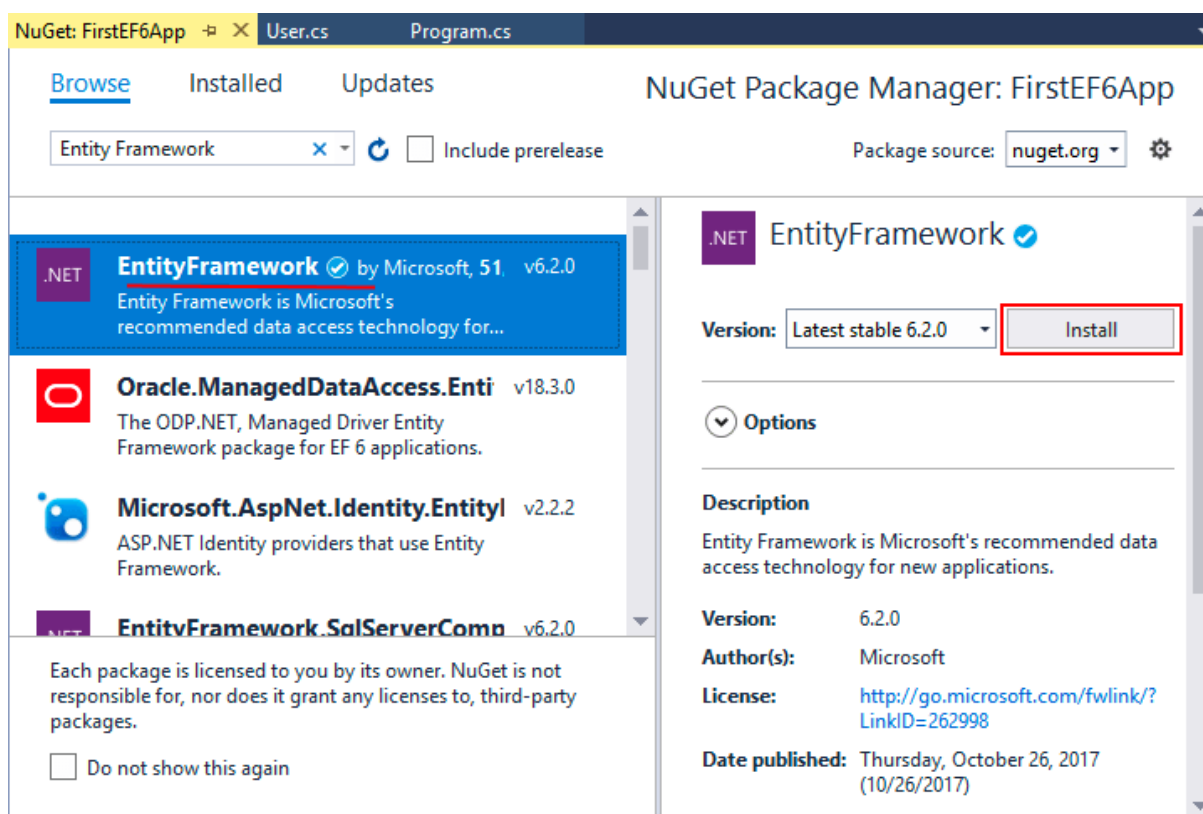 NuGet: FirstEF6App
User.cs
Program.cs
Browse
Installed
Updates
NuGet Package Manager: FirstEF6App
Entity Framework
Include prerelease
Package source:
nuget.org
.NET
EntityFramework by Microsoft, 51, v6.2.0
Entity Framework is Microsoft's
recommended data access technology for...
Oracle.ManagedDataAccess.Enti v18.3.0
The ODP.NET, Managed Driver Entity
Framework package for EF 6 applications.
Microsoft.AspNet.Identity.Entity v2.2.2
ASP.NET Identity providers that use Entity
Framework.
.NET
EntityFramework.SqlServerComp v6.2.0
Each package is licensed to you by its owner. NuGet is not
responsible for, nor does it grant any licenses to, third-party
packages.
Do not show this again
.NET
EntityFramework
Version:
Latest stable 6.2.0
Install
Options
Description
Entity Framework is Microsoft's recommended data
access technology for new applications.
Version: 6.2.0
Author(s): Microsoft
License: http://go.microsoft.com/fwlink/?
LinkID=262998
Date published: Thursday, October 26, 2017
(10/26/2017)